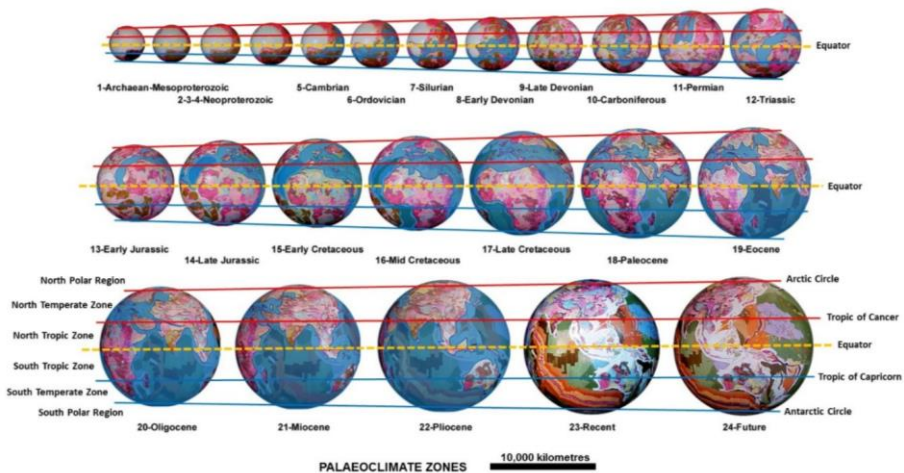 Equator
1-Archaean-Mesoproterozoic
2-3-4-Neoproterozoic
5-Cambrian
6-Ordovician
7-Silurian
8-Early Devonian
9-Late Devonian
10-Carboniferous
11-Permian
12-Triassic
Equator
13-Early Jurassic
14-Late Jurassic
15-Early Cretaceous
16-Mid Cretaceous
17-Late Cretaceous
18-Paleocene
19-Eocene
North Polar Region
Arctic Circle
North Temperate Zone
Tropic of Cancer
North Tropic Zone
Equator
South Tropic Zone
Tropic of Capricorn
South Temperate Zone
South Polar Region
Antarctic Circle
20-Oligocene
21-Miocene
22-Pliocene
23-Recent
24-Future
PALAEOCLIMATE ZONES
10,000 kilometres